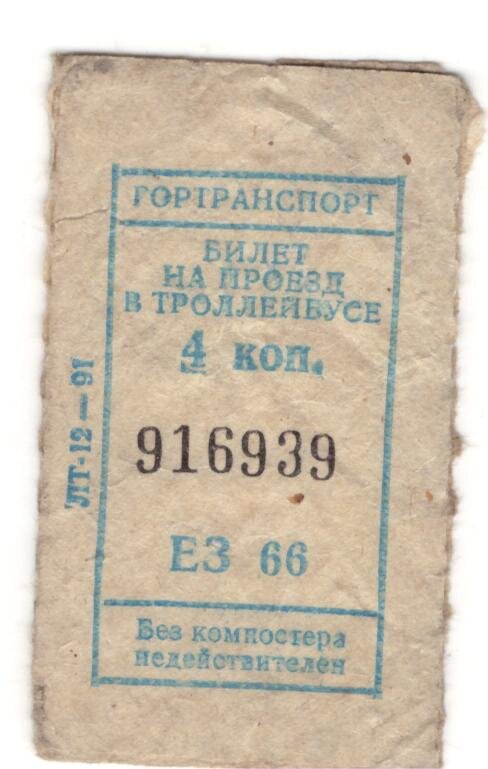 ГОРТРАНСПОРТ
БИЛЕТ
НА ПРОЕЗД
В ТРОЛЛЕЙБУСЕ
4 коп.
916939
ЕЗ 66
Без компостера
недействителен
ЛТ-12—91